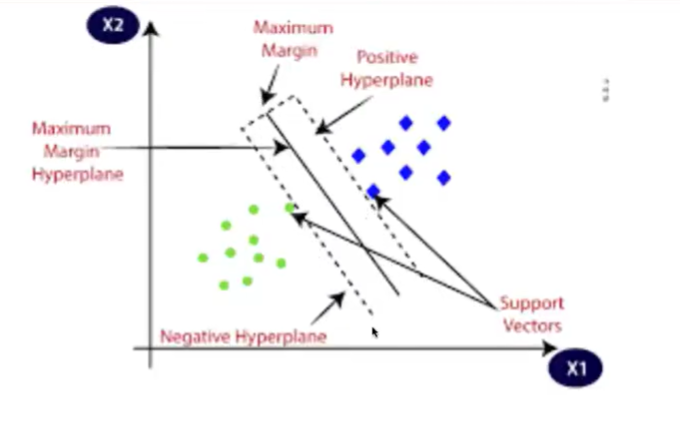 X2
Maximum
Margin
Positive
Hyperplane
Maximum
Margin
Hyperplane
Support
Vectors
Negative Hyperplane
X1